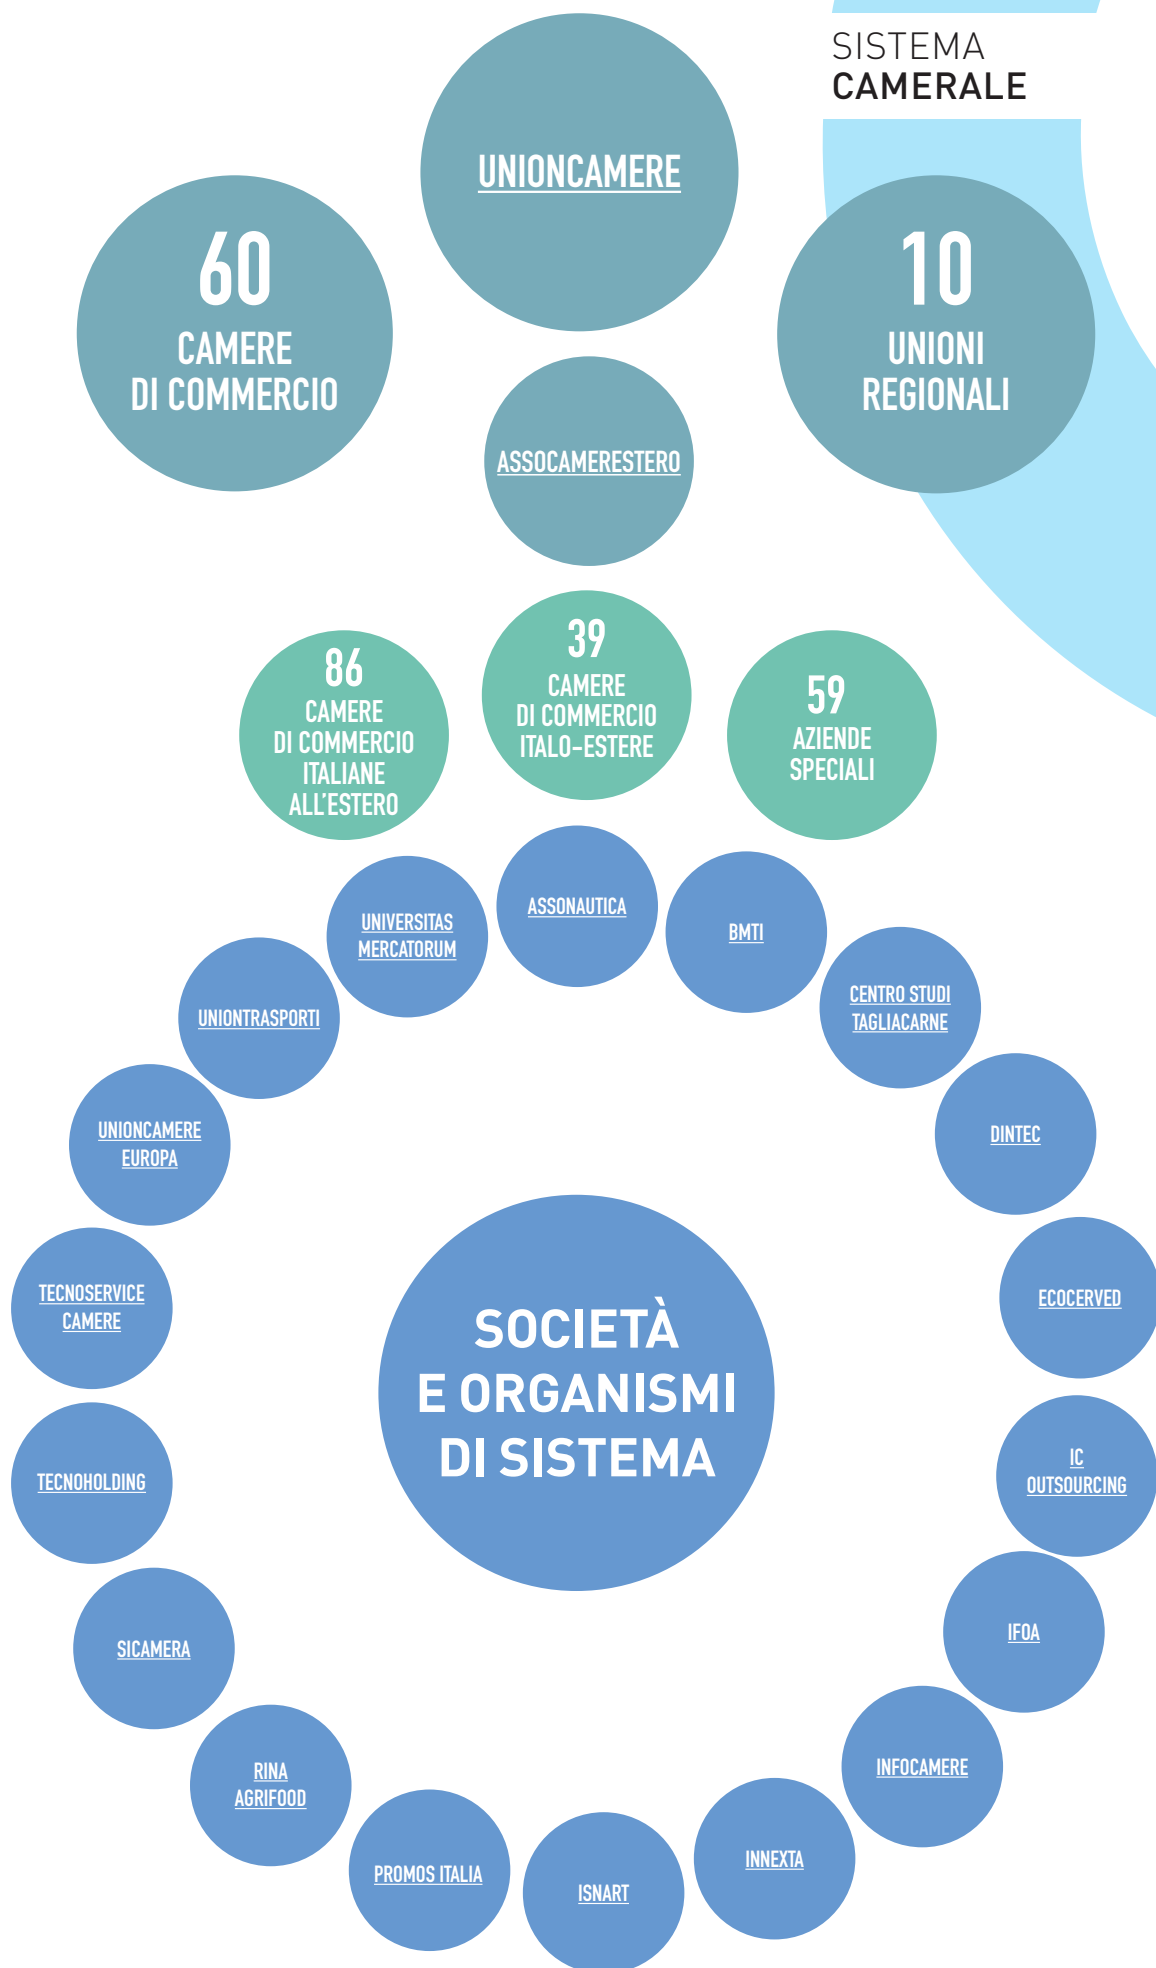 SISTEMA
CAMERALE
UNIONCAMERE
60
CAMERE
DI COMMERCIO
10
UNIONI
REGIONALI
ASSOCAMERESTERO
86
CAMERE
DI COMMERCIO
ITALIANE
ALL'ESTERO
39
CAMERE
DI COMMERCIO
ITALO-ESTERE
59
AZIENDE
SPECIALI
ASSONAUTICA
BMTI
CENTRO STUDI
TAGLIACARNE
DINTEC
ECOCERVED
IC
OUTSOURCING
IFOA
INFOCAMERE
INNEXTA
ISNART
PROMOS ITALIA
RINA
AGRIFOOD
SICAMERA
TECNOHOLDING
TECNOSERVICE
CAMERE
UNIONCAMERE
EUROPA
UNIONTRASPORTI
UNIVERSITAS
MERCATORUM
SOCIETÀ
E ORGANISMI
DI SISTEMA